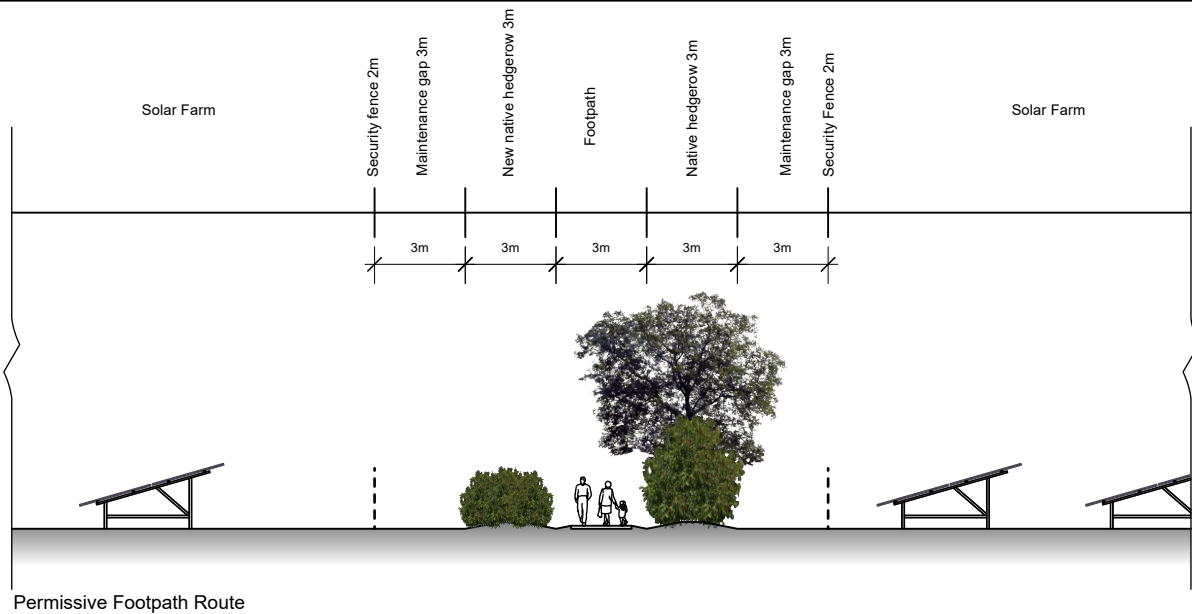 Solar Farm
Security fence 2m
Maintenance gap 3m
New native hedgerow 3m
Footpath
Native hedgerow 3m
Maintenance gap 3m
Security Fence 2m
Solar Farm
3m
3m
3m
3m
3m
Permissive Footpath Route